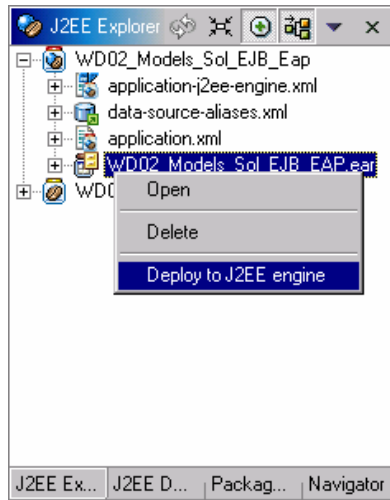 J2EE Explorer
WD02_Models_Sol_EJB_Eap
application-j2ee-engine.xml
data-source-aliases.xml
application.xml
WD02_Models_Sol_EJB_EAP.ear
WD0
Open
Delete
Deploy to J2EE engine
J2EE Ex... J2EE D... Packag... Navigator